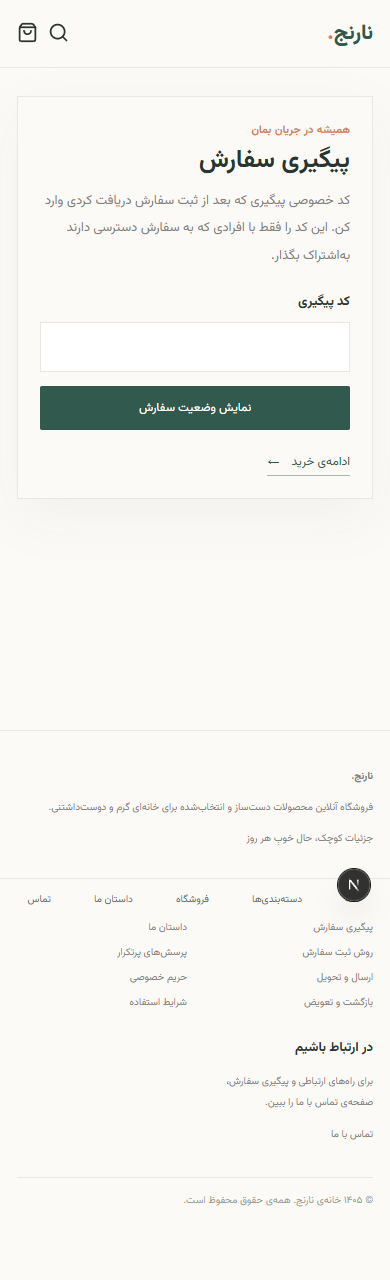 نارنج.
همیشه در جریان بمان
پیگیری سفارش
کد خصوصی پیگیری که بعد از ثبت سفارش دریافت کردی وارد
کن. این کد را فقط با افرادی که به سفارش دسترسی دارند
به‌اشتراک بگذار.
کد پیگیری
نمایش وضعیت سفارش
ادامه‌ی خرید ←
نارنج.
فروشگاه آنلاین محصولات دست‌ساز و انتخاب‌شده برای خانه‌ای گرم و دوست‌داشتنی.
جزئیات کوچک، حال خوب هر روز
N
دسته‌بندی‌ها فروشگاه داستان ما تماس
پیگیری سفارش داستان ما
روش ثبت سفارش پرسش‌های پرتکرار
ارسال و تحویل حریم خصوصی
بازگشت و تعویض شرایط استفاده
در ارتباط باشیم
برای راه‌های ارتباطی و پیگیری سفارش،
صفحه‌ی تماس با ما را ببین.
تماس با ما
© ۱۴۰۵ خانه‌ی نارنج. همه‌ی حقوق محفوظ است.